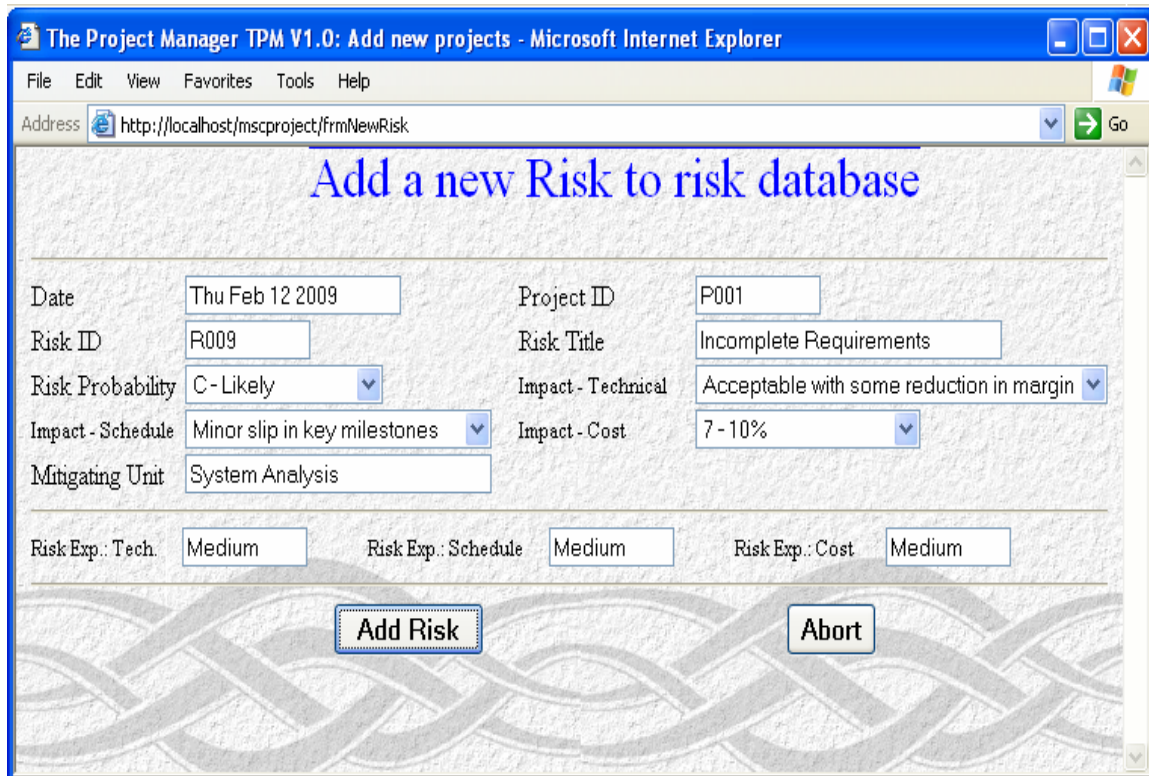 The Project Manager TPM V1.0: Add new projects - Microsoft Internet Explorer
File Edit View Favorites Tools Help
Address http://localhost/mscproject/frmNewRisk Go
Add a new Risk to risk database
Date Thu Feb 12 2009 Project ID P001
Risk ID R009 Risk Title Incomplete Requirements
Risk Probability C - Likely Impact - Technical Acceptable with some reduction in margin
Impact - Schedule Minor slip in key milestones Impact - Cost 7 - 10%
Mitigating Unit System Analysis
Risk Exp.: Tech. Medium Risk Exp.: Schedule Medium Risk Exp.: Cost Medium
Add Risk Abort